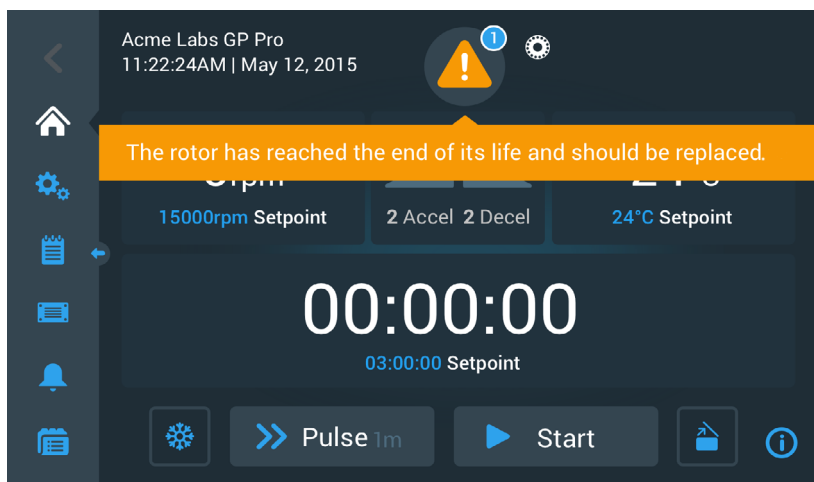 Acme Labs GP Pro
11:22:24AM | May 12, 2015
1
The rotor has reached the end of its life and should be replaced.
15000rpm Setpoint
2 Accel 2 Decel
24°C Setpoint
00:00:00
03:00:00 Setpoint
Pulse 1m
Start